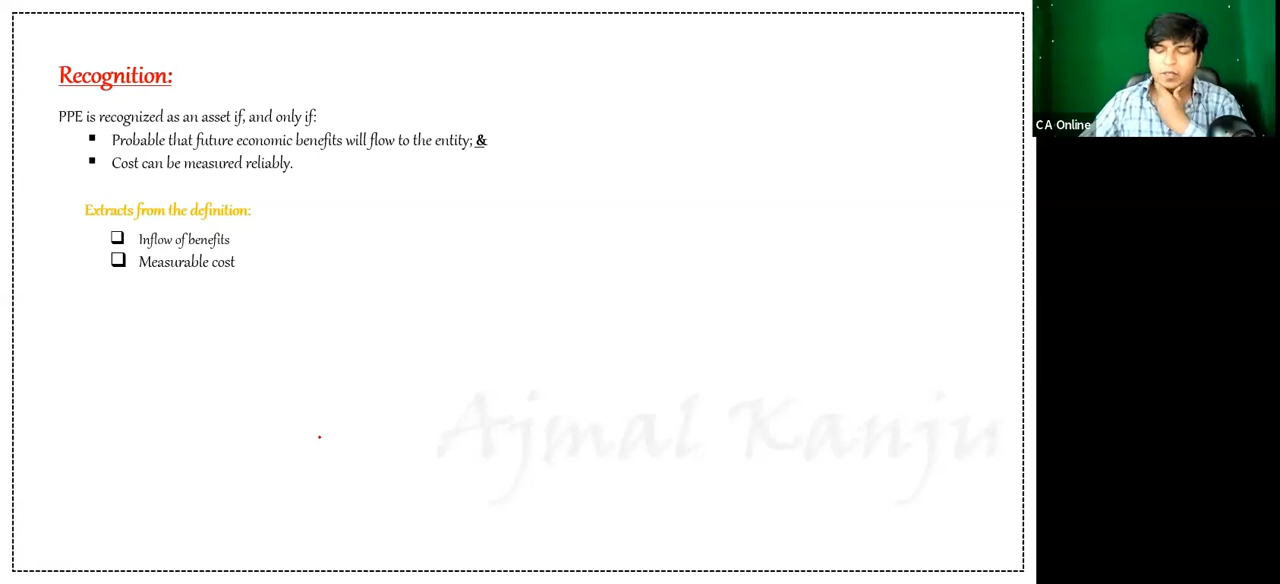 Recognition:
PPE is recognized as an asset if, and only if:
Probable that future economic benefits will flow to the entity; &
Cost can be measured reliably.
Extracts from the definition:
Inflow of benefits
Measurable cost
Ajmal Kanju
CA Online